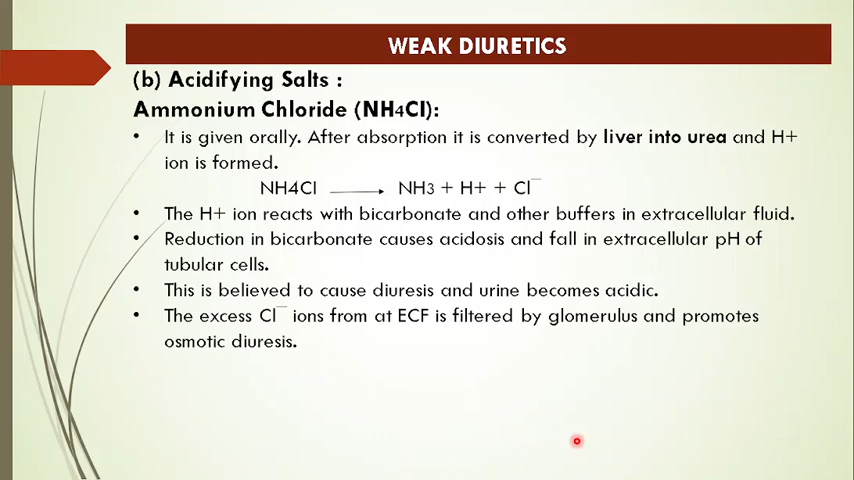 WEAK DIURETICS
(b) Acidifying Salts :
Ammonium Chloride (NH4Cl):
• It is given orally. After absorption it is converted by liver into urea and H+
ion is formed.
NH4Cl ⟶ NH3 + H+ + Cl¯
• The H+ ion reacts with bicarbonate and other buffers in extracellular fluid.
• Reduction in bicarbonate causes acidosis and fall in extracellular pH of
tubular cells.
• This is believed to cause diuresis and urine becomes acidic.
• The excess Cl¯ ions from at ECF is filtered by glomerulus and promotes
osmotic diuresis.